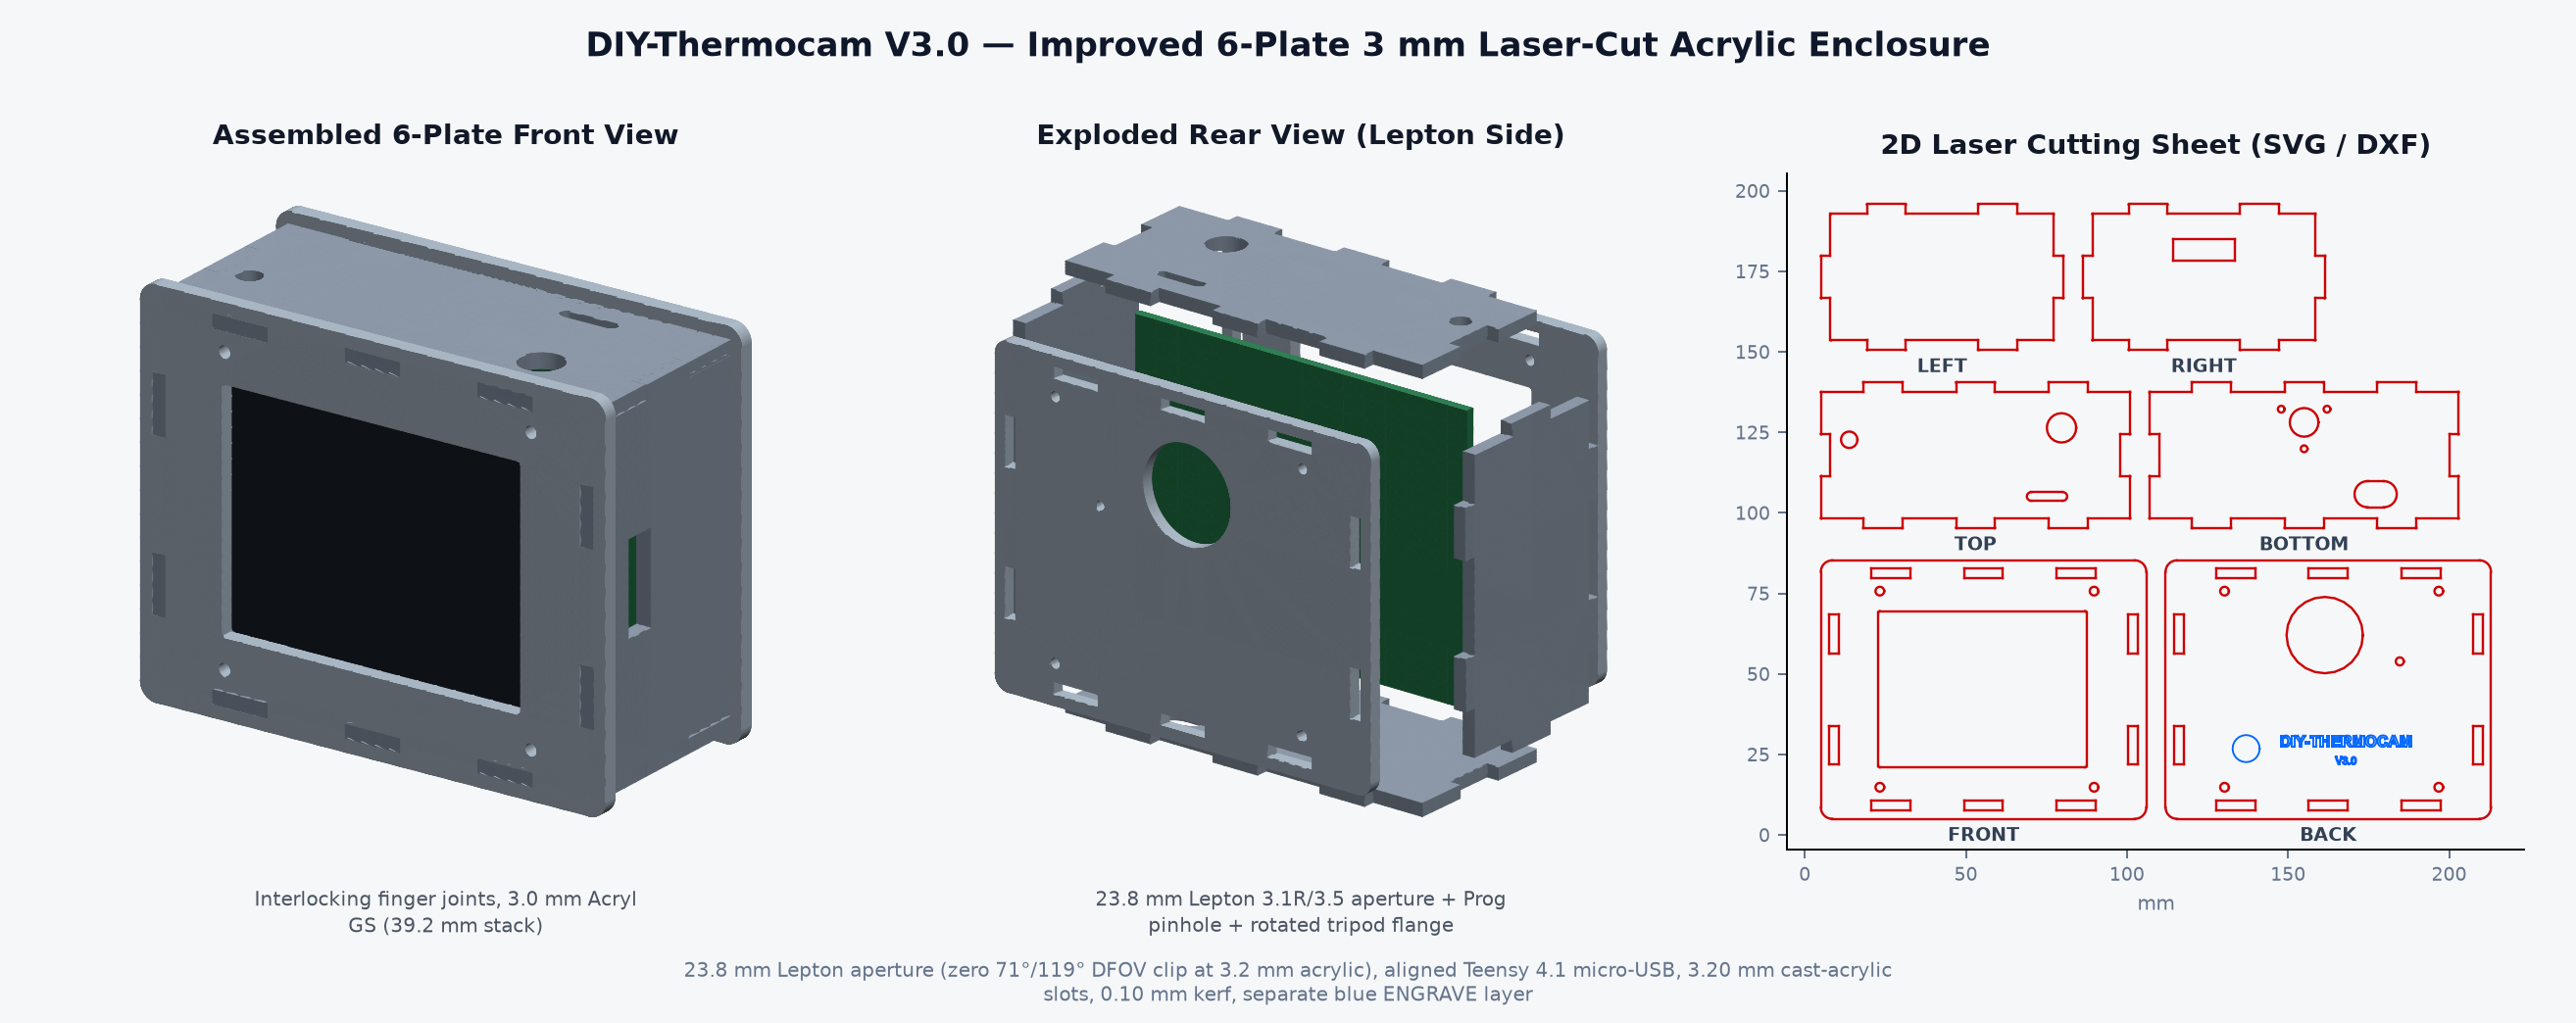 DIY-Thermocam V3.0 — Improved 6-Plate 3 mm Laser-Cut Acrylic Enclosure
Assembled 6-Plate Front View
Interlocking finger joints, 3.0 mm Acryl
GS (39.2 mm stack)
Exploded Rear View (Lepton Side)
23.8 mm Lepton 3.1R/3.5 aperture + Prog
pinhole + rotated tripod flange
2D Laser Cutting Sheet (SVG / DXF)
200
175
150
125
100
75
50
25
0
LEFT
RIGHT
TOP
BOTTOM
DIY-THERMOCAM
V3.0
FRONT
BACK
0
50
100
150
200
mm
23.8 mm Lepton aperture (zero 71°/119° DFOV clip at 3.2 mm acrylic), aligned Teensy 4.1 micro-USB, 3.20 mm cast-acrylic
slots, 0.10 mm kerf, separate blue ENGRAVE layer